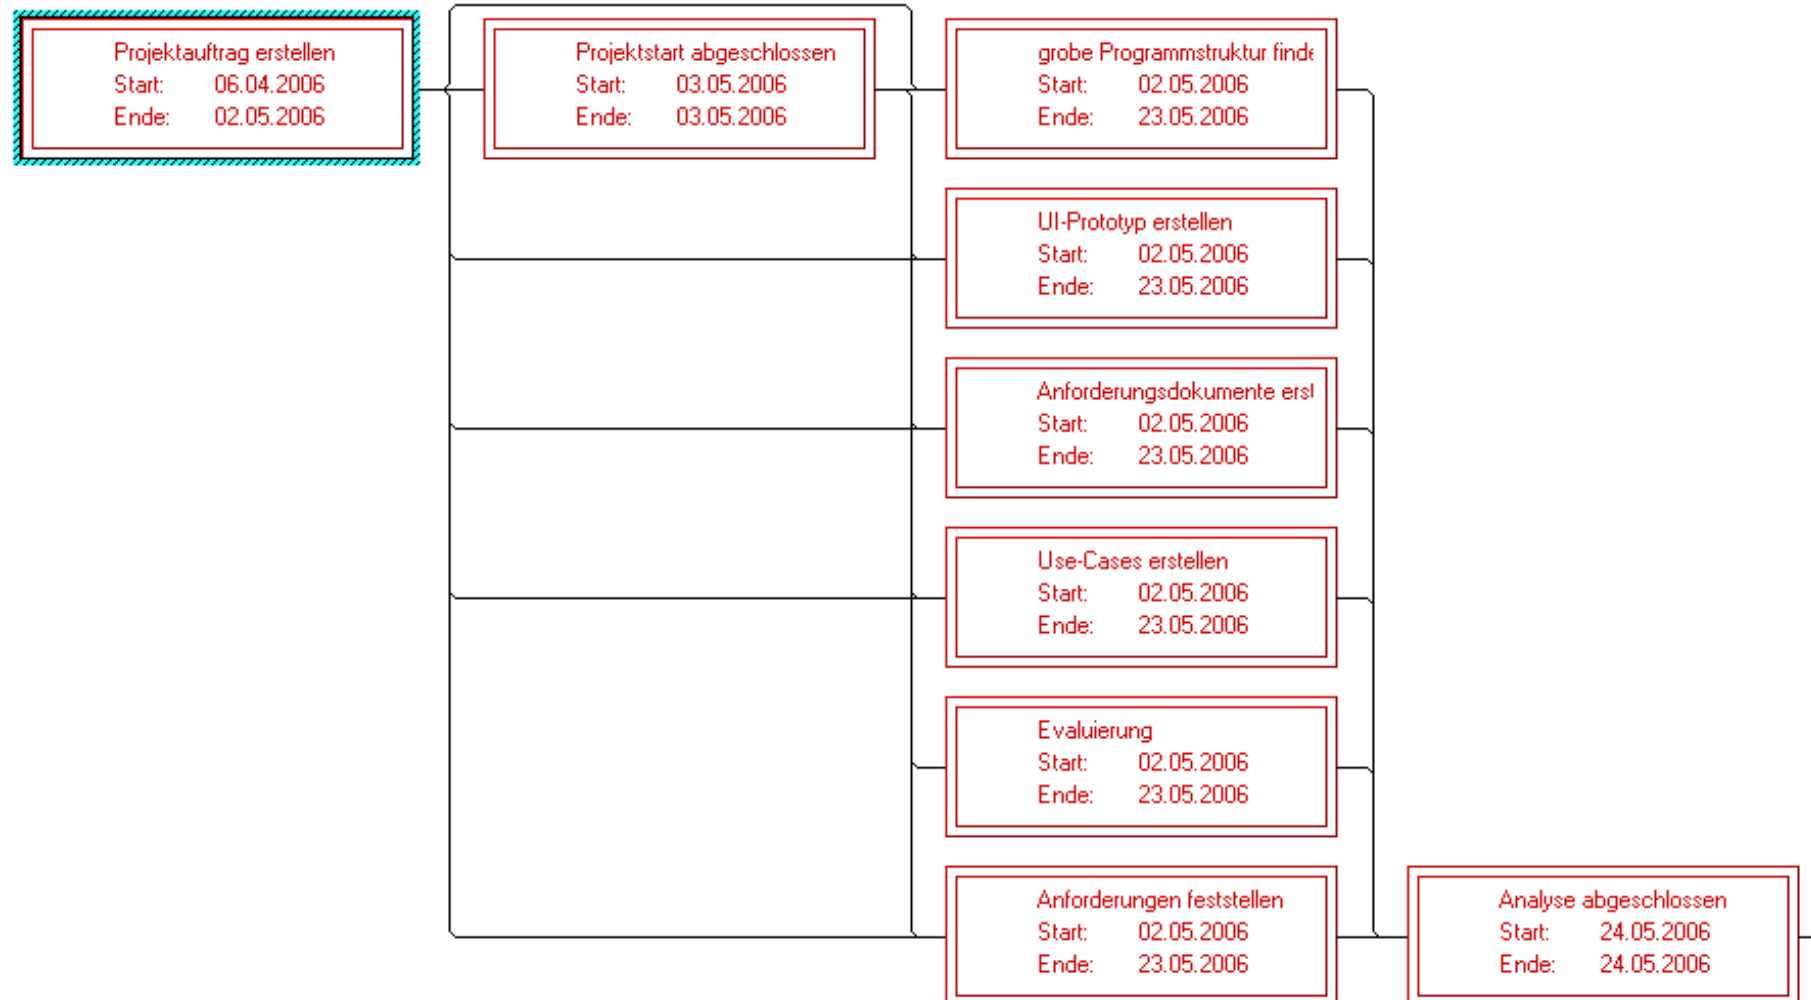 Projektauftrag erstellen
Start: 06.04.2006
Ende: 02.05.2006
Projektstart abgeschlossen
Start: 03.05.2006
Ende: 03.05.2006
grobe Programmstruktur finde
Start: 02.05.2006
Ende: 23.05.2006
UI-Prototyp erstellen
Start: 02.05.2006
Ende: 23.05.2006
Anforderungsdokumente erst
Start: 02.05.2006
Ende: 23.05.2006
Use-Cases erstellen
Start: 02.05.2006
Ende: 23.05.2006
Evaluierung
Start: 02.05.2006
Ende: 23.05.2006
Anforderungen feststellen
Start: 02.05.2006
Ende: 23.05.2006
Analyse abgeschlossen
Start: 24.05.2006
Ende: 24.05.2006